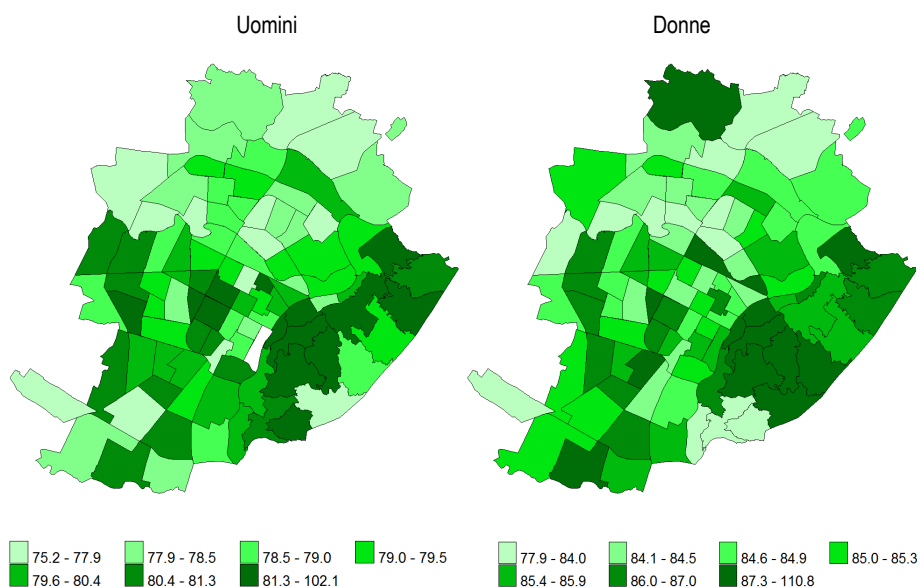 Uomini
Donne
75.2 - 77.9 77.9 - 78.5 78.5 - 79.0 79.0 - 79.5
79.6 - 80.4 80.4 - 81.3 81.3 - 102.1
77.9 - 84.0 84.1 - 84.5 84.6 - 84.9 85.0 - 85.3
85.4 - 85.9 86.0 - 87.0 87.3 - 110.8